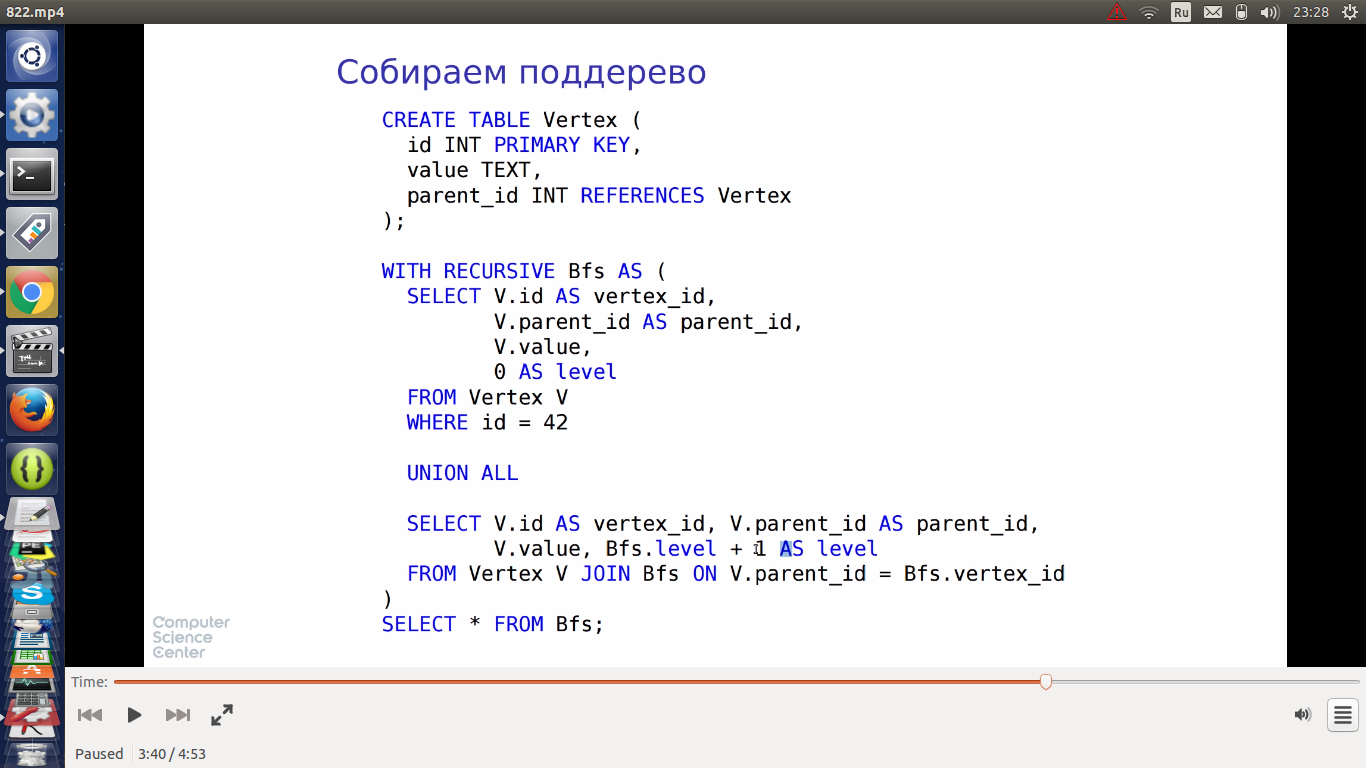 822.mp4
Ru
23:28
Собираем поддерево
CREATE TABLE Vertex (
id INT PRIMARY KEY,
value TEXT,
parent_id INT REFERENCES Vertex
);
WITH RECURSIVE Bfs AS (
SELECT V.id AS vertex_id,
V.parent_id AS parent_id,
V.value,
0 AS level
FROM Vertex V
WHERE id = 42
UNION ALL
SELECT V.id AS vertex_id, V.parent_id AS parent_id,
V.value, Bfs.level + 1 AS level
FROM Vertex V JOIN Bfs ON V.parent_id = Bfs.vertex_id
)
SELECT * FROM Bfs;
Computer
Science
Center
Time:
Paused
3:40 / 4:53